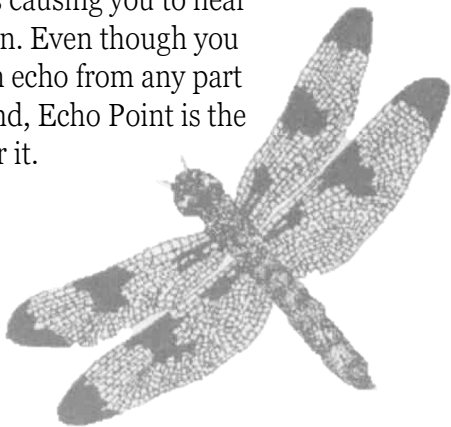 causing you to hear
n. Even though you
echo from any part
nd, Echo Point is the
it.